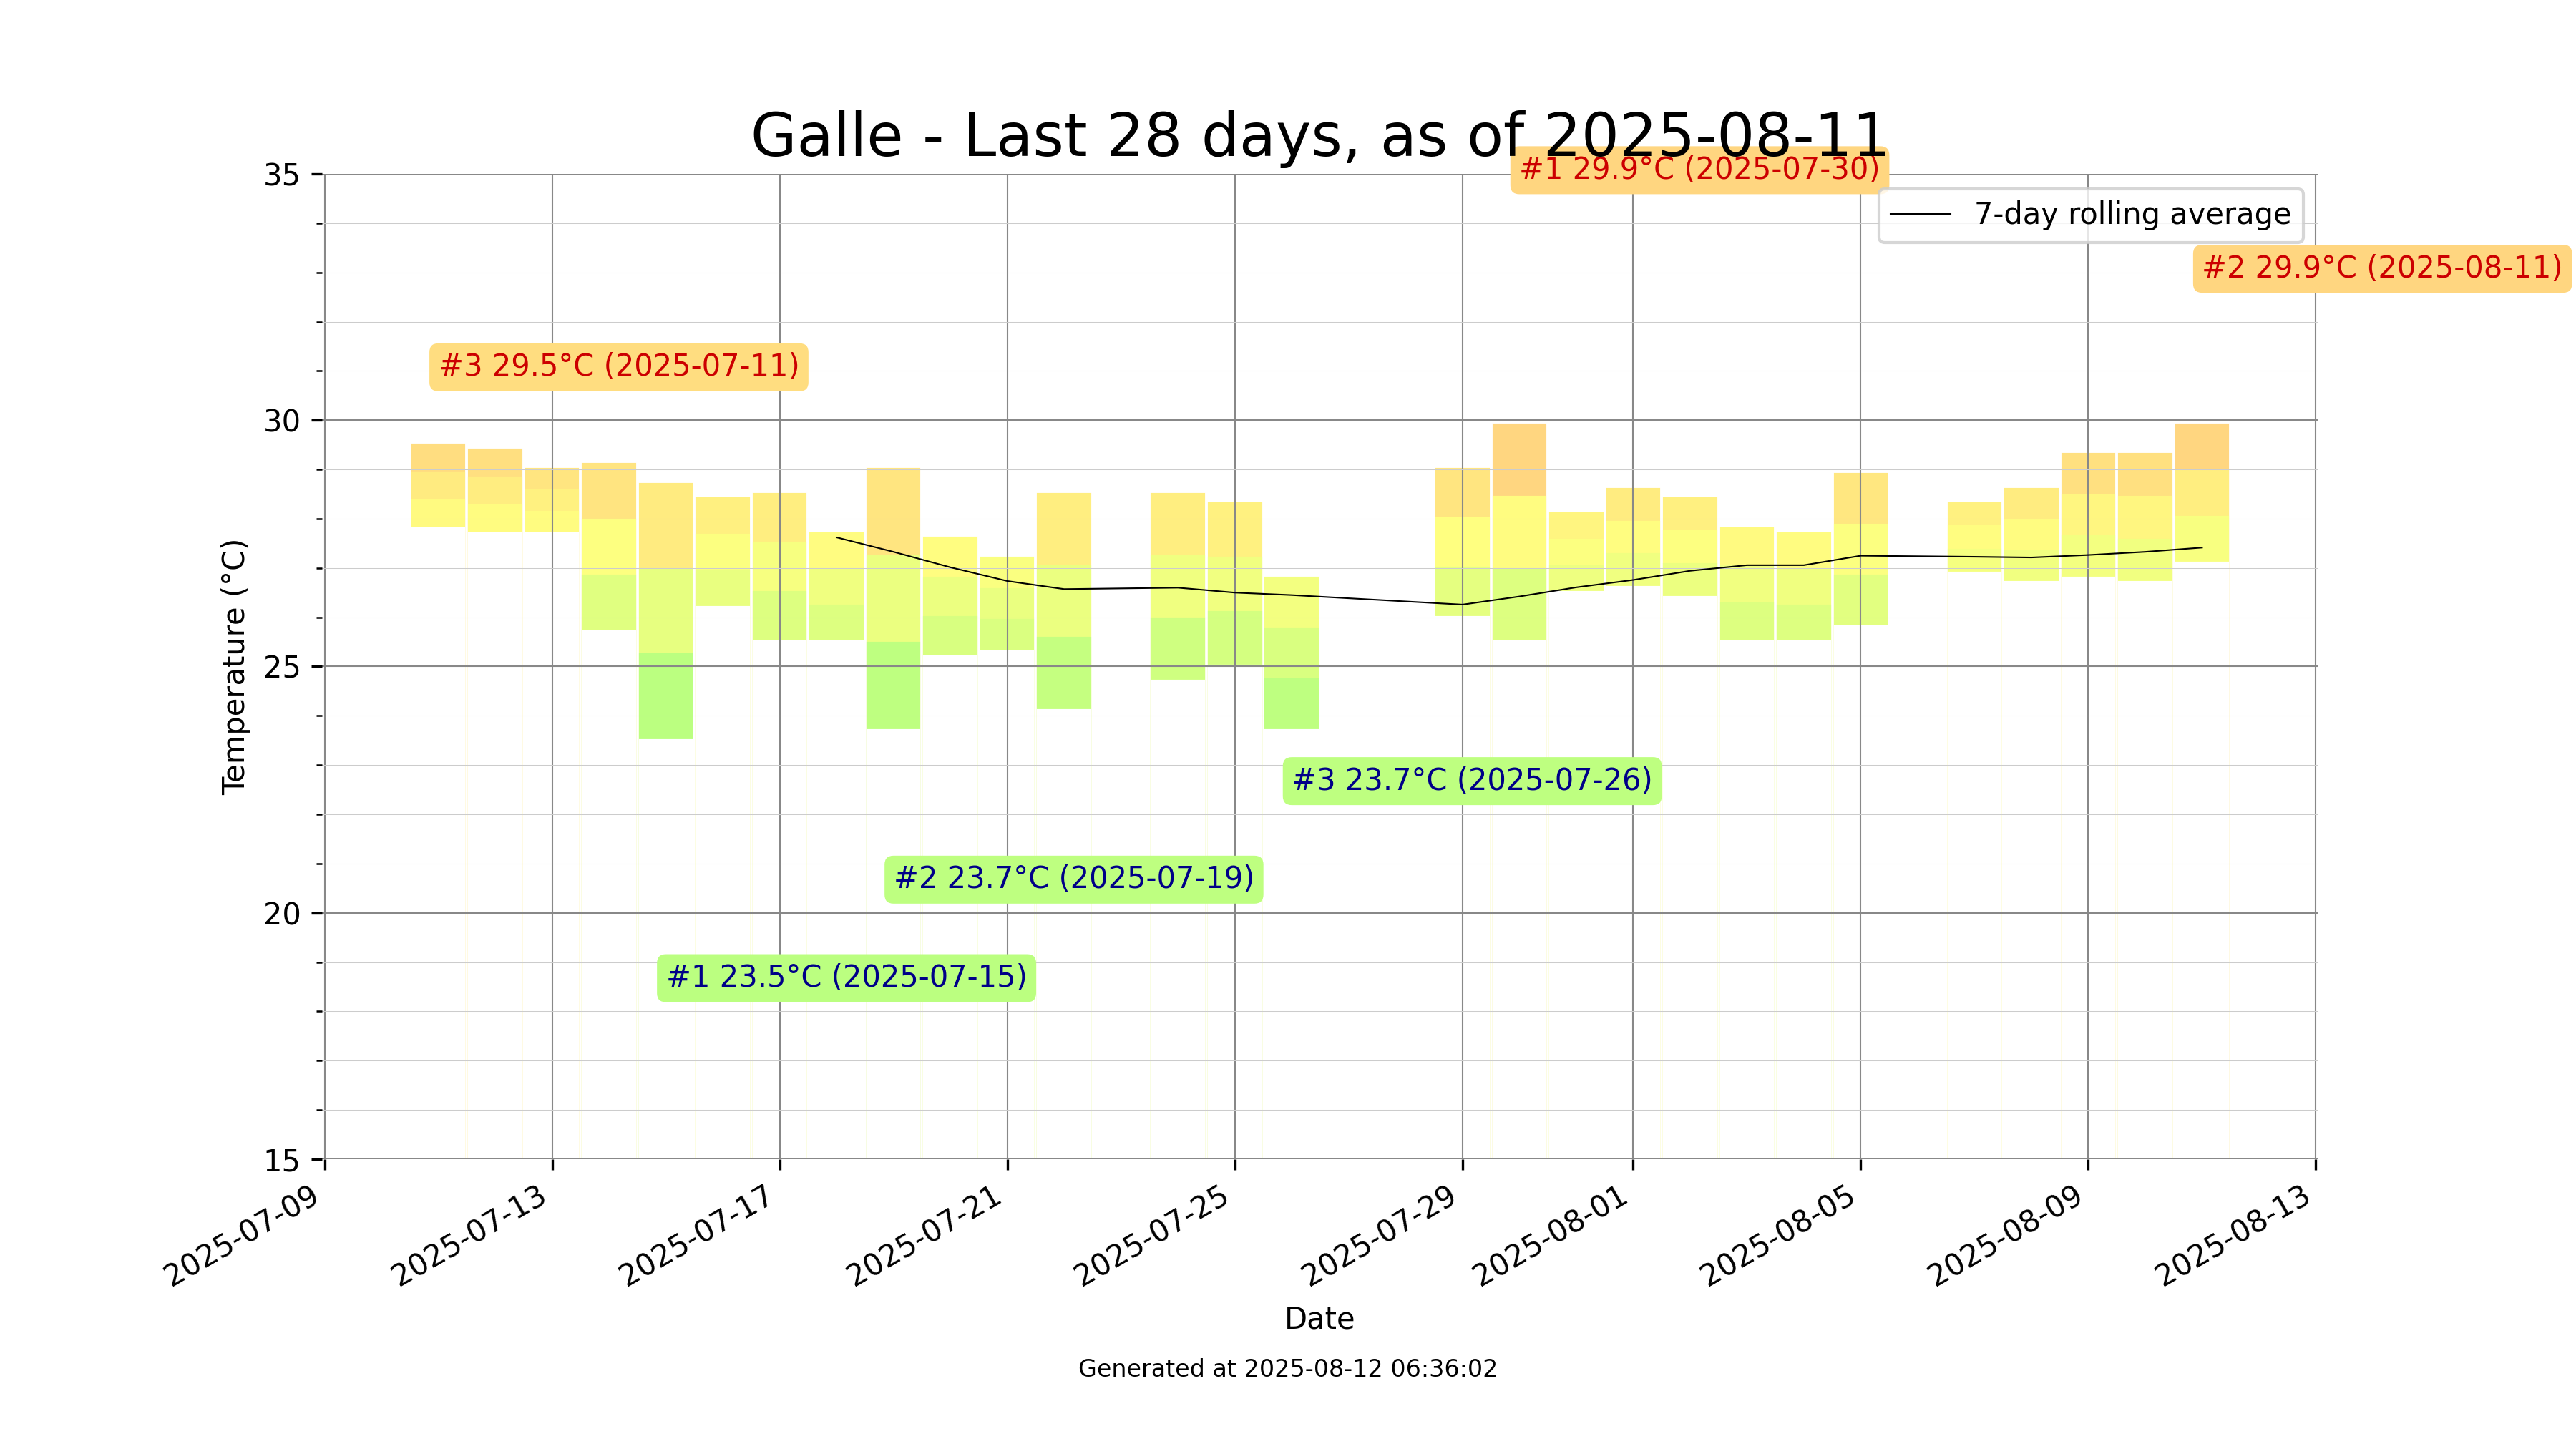 Galle - Last 28 days, as of 2025-08-11
#1 29.9°C (2025-07-30)
7-day rolling average
#2 29.9°C (2025-08-11)
#3 29.5°C (2025-07-11)
#3 23.7°C (2025-07-26)
#2 23.7°C (2025-07-19)
#1 23.5°C (2025-07-15)
Temperature (°C)
35
30
25
20
15
2025-07-09
2025-07-13
2025-07-17
2025-07-21
2025-07-25
2025-07-29
2025-08-01
2025-08-05
2025-08-09
2025-08-13
Date
Generated at 2025-08-12 06:36:02